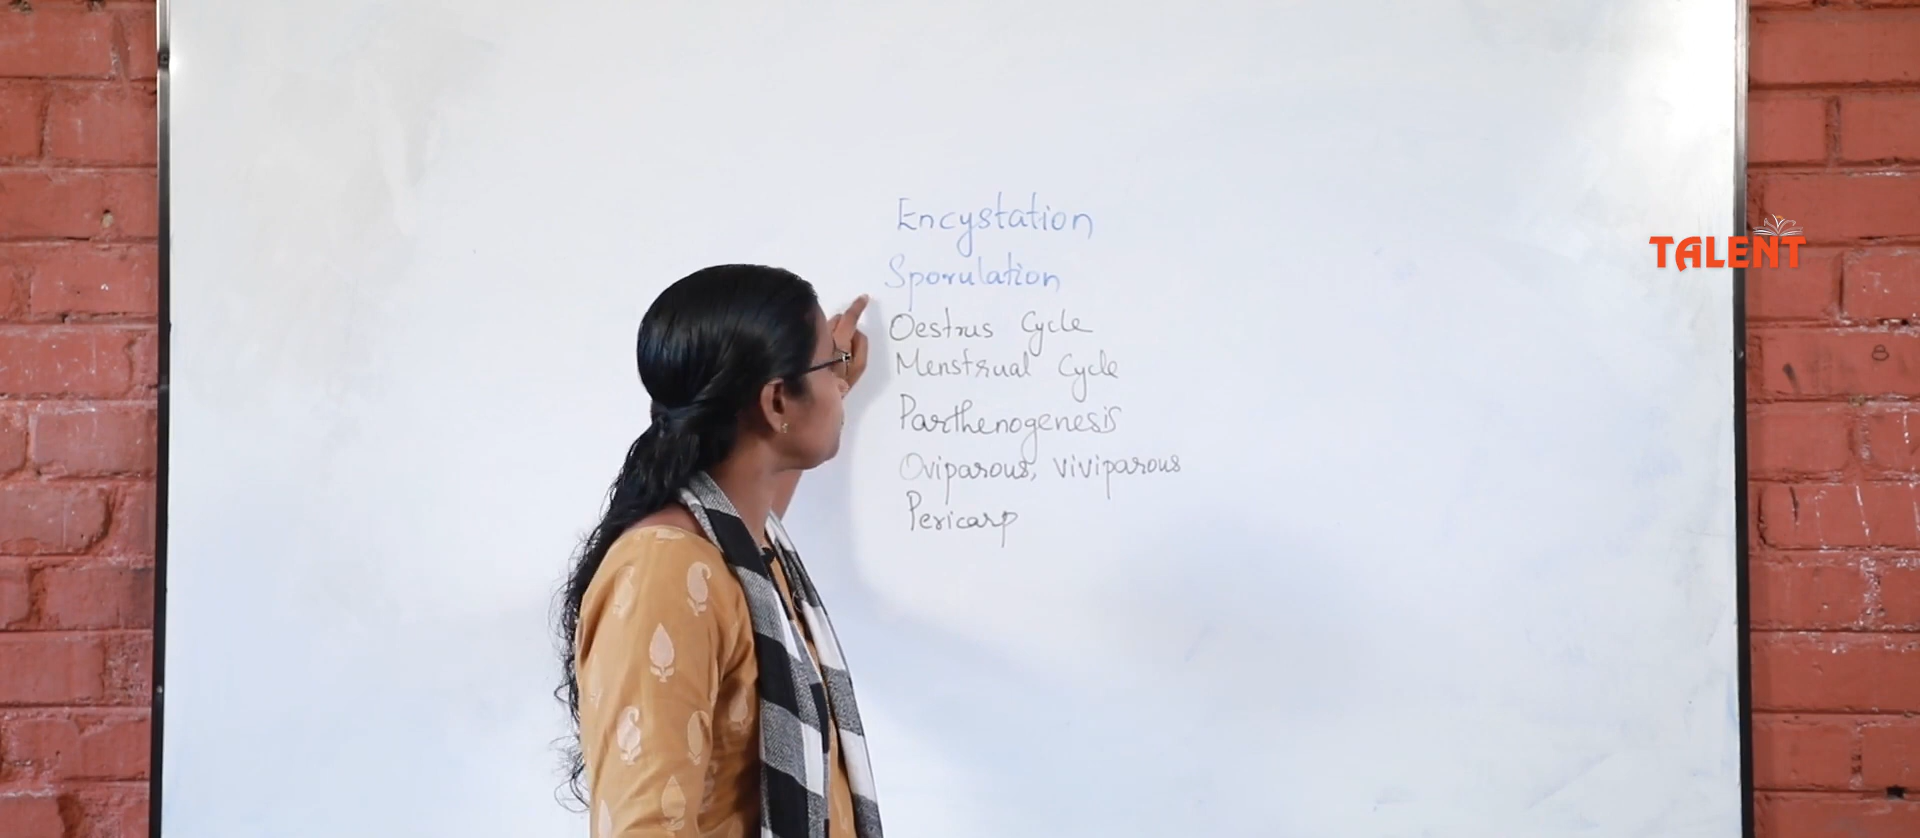 Encystation
Sporulation
TALENT
Oestrus Cycle
Menstrual Cycle
Parthenogenesis
Oviparous, viviparous
Pericarp